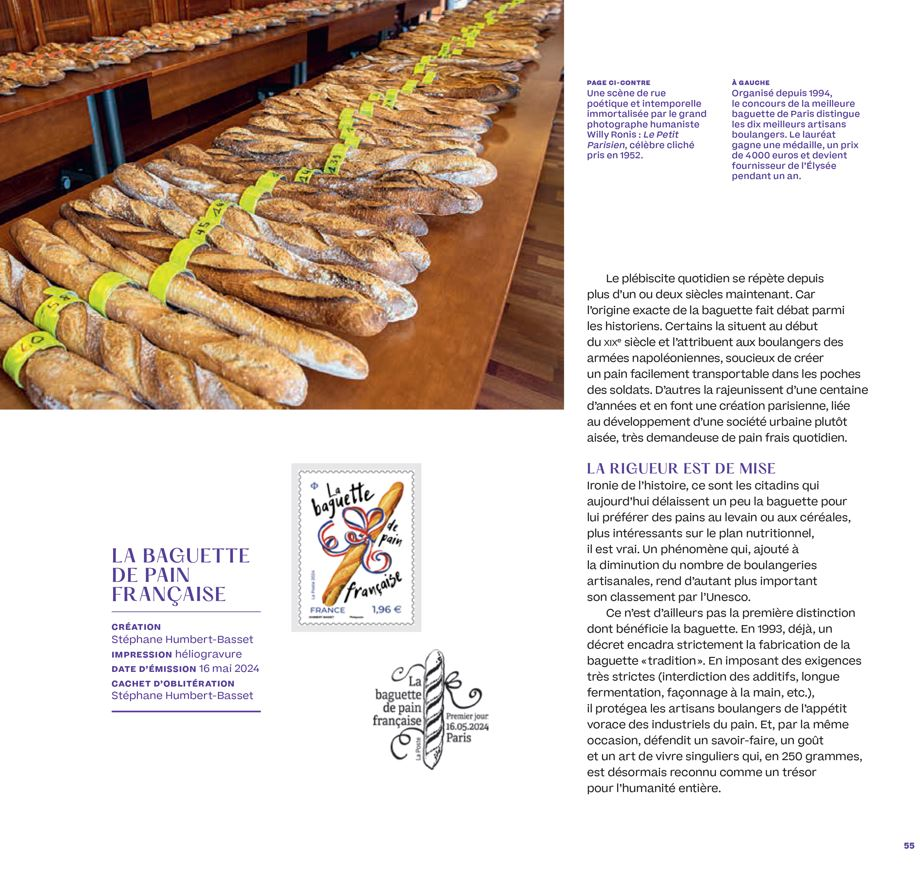 PAGE CI-CONTRE
Une scène de rue
poétique et intemporelle
immortalisée par le grand
photographe humaniste
Willy Ronis : Le Petit
Parisien, célèbre cliché
pris en 1952.
À GAUCHE
Organisé depuis 1994,
le concours de la meilleure
baguette de Paris distingue
les dix meilleurs artisans
boulangers. Le lauréat
gagne une médaille, un prix
de 4000 euros et devient
fournisseur de l'Élysée
pendant un an.
Le plébiscite quotidien se répète depuis
plus d'un ou deux siècles maintenant. Car
l'origine exacte de la baguette fait débat parmi
les historiens. Certains la situent au début
du XIXe siècle et l'attribuent aux boulangers des
armées napoléoniennes, soucieux de créer
un pain facilement transportable dans les poches
des soldats. D'autres la rajeunissent d'une centaine
d'années et en font une création parisienne, liée
au développement d'une société urbaine plutôt
aisée, très demandeuse de pain frais quotidien.
LA RIGUEUR EST DE MISE
Ironie de l'histoire, ce sont les citadins qui
aujourd'hui délaissent un peu la baguette pour
lui préférer des pains au levain ou aux céréales,
plus intéressants sur le plan nutritionnel,
il est vrai. Un phénomène qui, ajouté à
la diminution du nombre de boulangeries
artisanales, rend d'autant plus important
son classement par l'Unesco.
Ce n'est d'ailleurs pas la première distinction
dont bénéficie la baguette. En 1993, déjà, un
décret encadra strictement la fabrication de la
baguette «tradition». En imposant des exigences
très strictes (interdiction des additifs, longue
fermentation, façonnage à la main, etc.),
il protégea les artisans boulangers de l'appétit
vorace des industriels du pain. Et, par la même
occasion, défendit un savoir-faire, un goût
et un art de vivre singuliers qui, en 250 grammes,
est désormais reconnu comme un trésor
pour l'humanité entière.
LA BAGUETTE
DE PAIN
FRANÇAISE
CRÉATION
Stéphane Humbert-Basset
IMPRESSION héliogravure
DATE D'ÉMISSION 16 mai 2024
CACHET D'OBLITÉRATION
Stéphane Humbert-Basset
La
baguette
de
pain
française
La Poste 2024
FRANCE 1,96 €
HUMBERT-BASSET
La
baguette
de pain
française
La Poste
Premier jour
16.05.2024
Paris
55